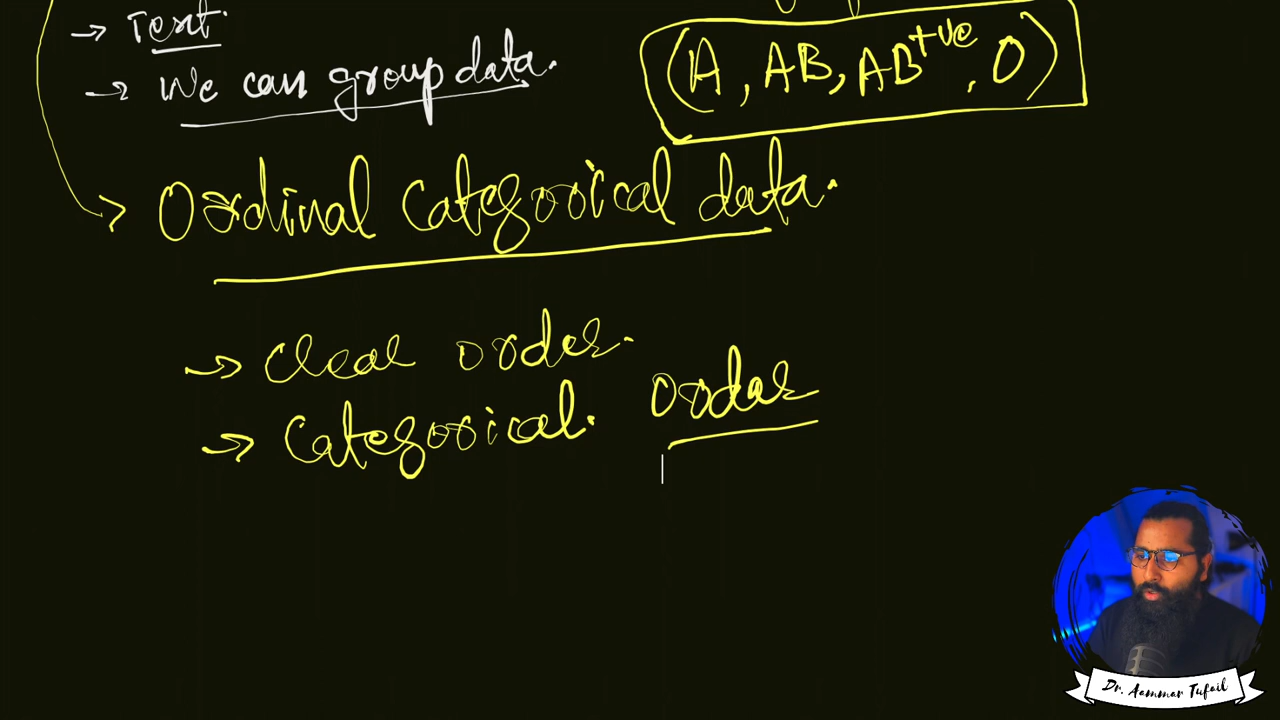 → Text.
→ We can group data.
(A, AB, AB+ve, O)
> Ordinal Categorical data.
→ Clear order.
→ Categorical. order
Dr. Aammar Tufail